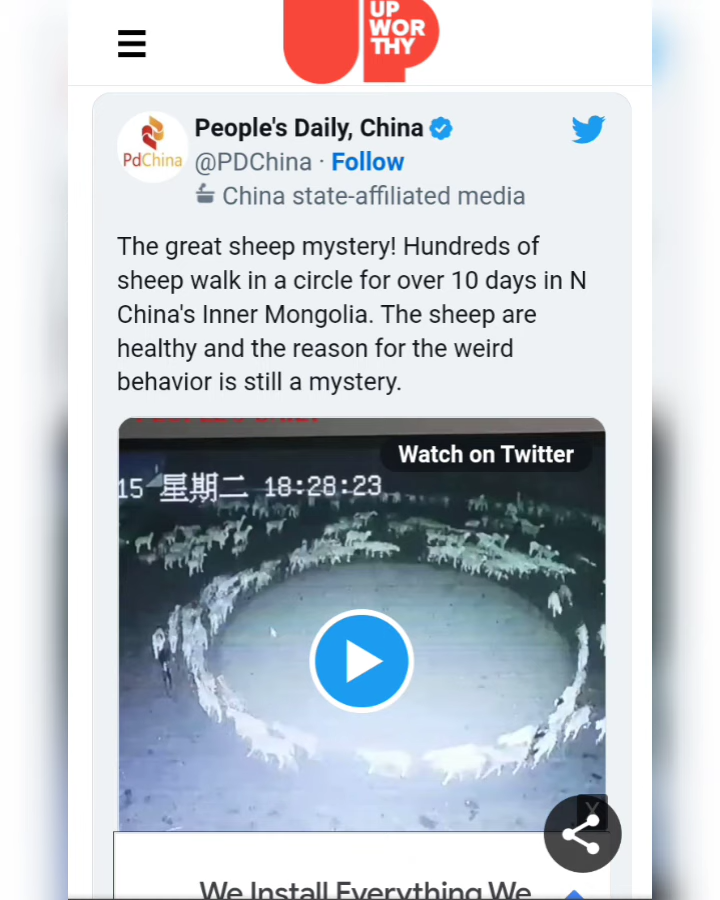 UP
WOR
THY
UP
People's Daily, China
PdChina
@PDChina · Follow
China state-affiliated media
The great sheep mystery! Hundreds of
sheep walk in a circle for over 10 days in N
China's Inner Mongolia. The sheep are
healthy and the reason for the weird
behavior is still a mystery.
Watch on Twitter
15 星期二 18:28:23
X
We Install Everything We